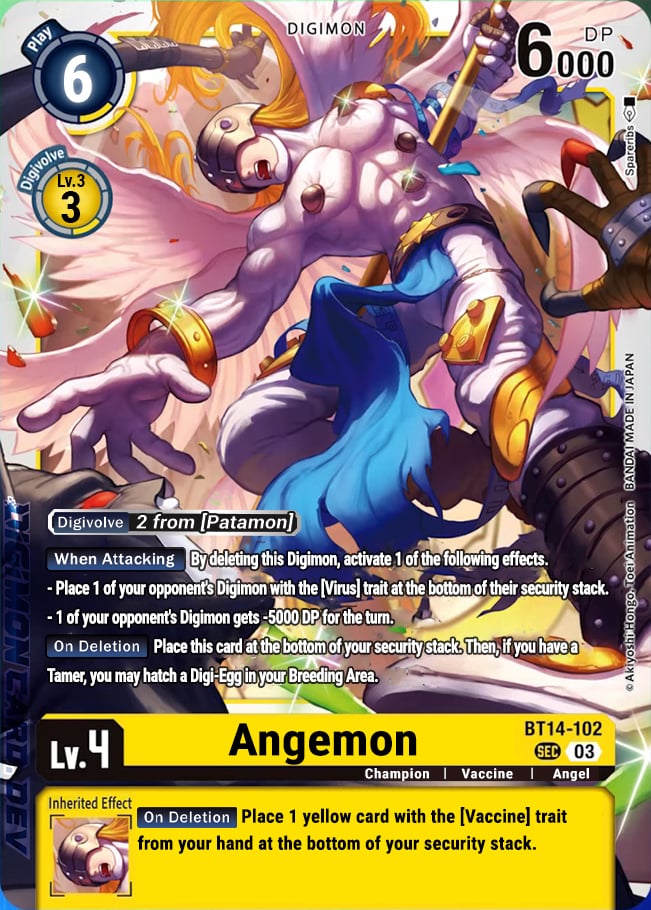 DIGIMON
Play
6
DP
6000
Digivolve
Lv.3
3
Spareribs
© Akiyoshi Hongo, Toei Animation BANDAI MADE IN JAPAN
Digivolve 2 from [Patamon]
When Attacking By deleting this Digimon, activate 1 of the following effects.
- Place 1 of your opponent's Digimon with the [Virus] trait at the bottom of their security stack.
- 1 of your opponent's Digimon gets -5000 DP for the turn.
On Deletion Place this card at the bottom of your security stack. Then, if you have a
Tamer, you may hatch a Digi-Egg in your Breeding Area.
DIGIMON CARD DEV
Lv.4
Angemon
BT14-102
SEC 03
Champion | Vaccine | Angel
Inherited Effect
On Deletion Place 1 yellow card with the [Vaccine] trait
from your hand at the bottom of your security stack.